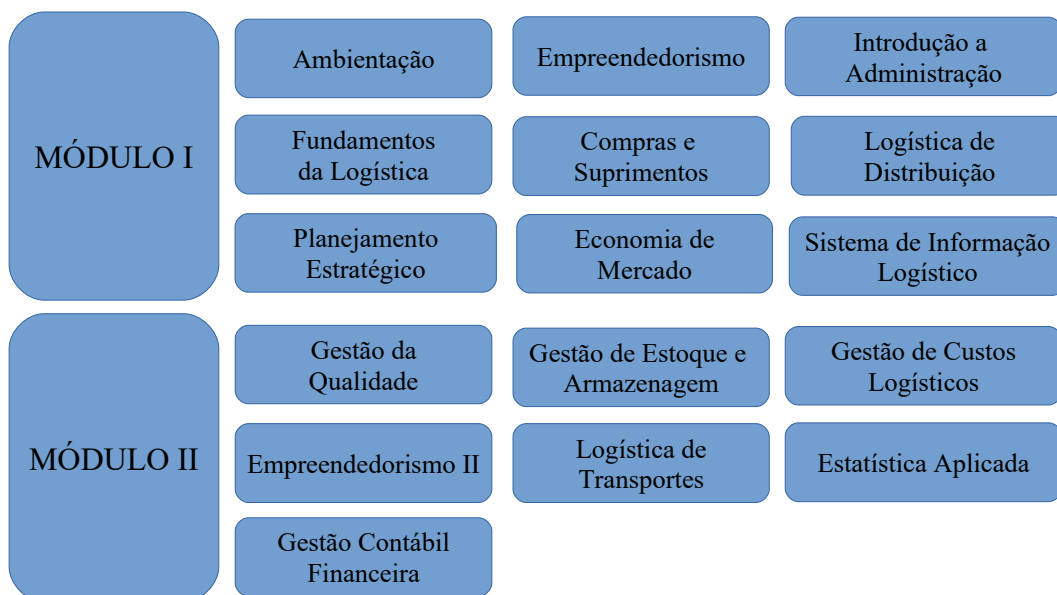 MÓDULO I
Ambientação
Empreendedorismo
Introdução a
Administração
Fundamentos
da Logística
Compras e
Suprimentos
Logística de
Distribuição
Planejamento
Estratégico
Economia de
Mercado
Sistema de Informação
Logístico
MÓDULO II
Gestão da
Qualidade
Gestão de Estoque e
Armazenagem
Gestão de Custos
Logísticos
Empreendedorismo II
Logística de
Transportes
Estatística Aplicada
Gestão Contábil
Financeira